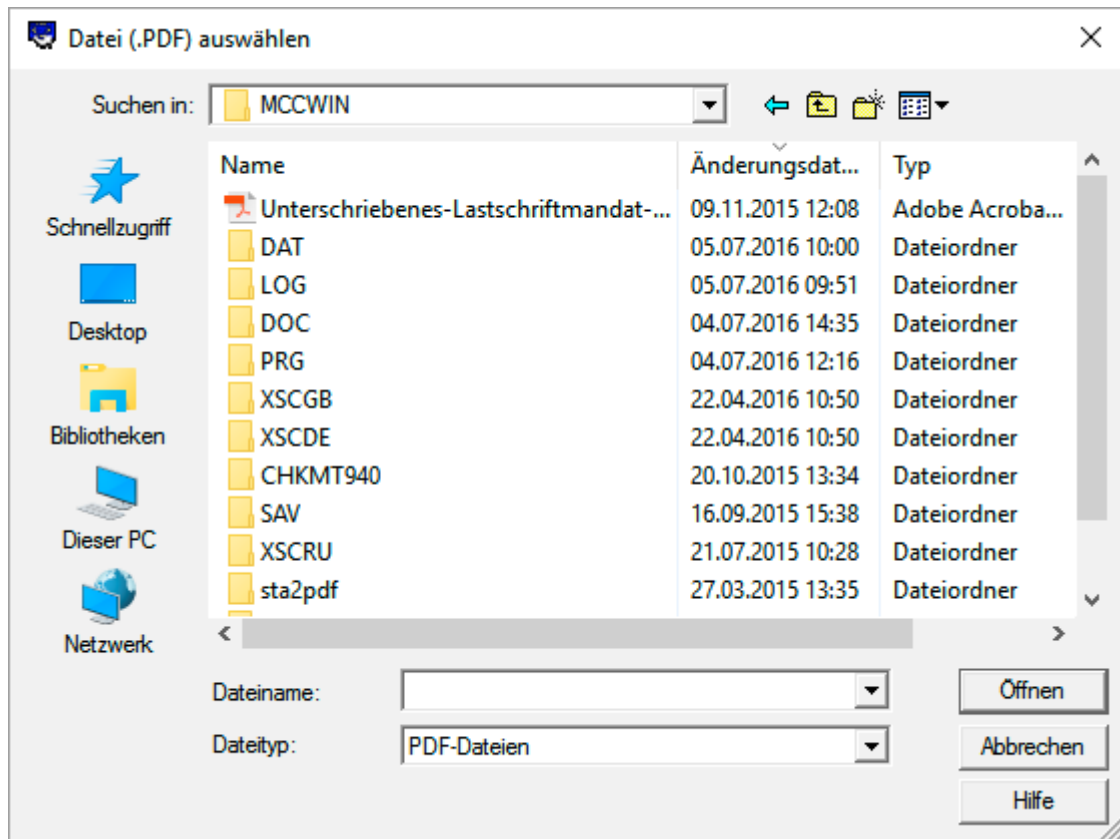 Datei (.PDF) auswählen
Suchen in: MCCWIN
Name Änderungsdat... Typ
Unterschriebenes-Lastschriftmandat-... 09.11.2015 12:08 Adobe Acroba...
DAT 05.07.2016 10:00 Dateiordner
LOG 05.07.2016 09:51 Dateiordner
DOC 04.07.2016 14:35 Dateiordner
PRG 04.07.2016 12:16 Dateiordner
XSCGB 22.04.2016 10:50 Dateiordner
XSCDE 22.04.2016 10:50 Dateiordner
CHKMT940 20.10.2015 13:34 Dateiordner
SAV 16.09.2015 15:38 Dateiordner
XSCRU 21.07.2015 10:28 Dateiordner
sta2pdf 27.03.2015 13:35 Dateiordner
Schnellzugriff
Desktop
Bibliotheken
Dieser PC
Netzwerk
Dateiname: Öffnen
Dateityp: PDF-Dateien Abbrechen
Hilfe